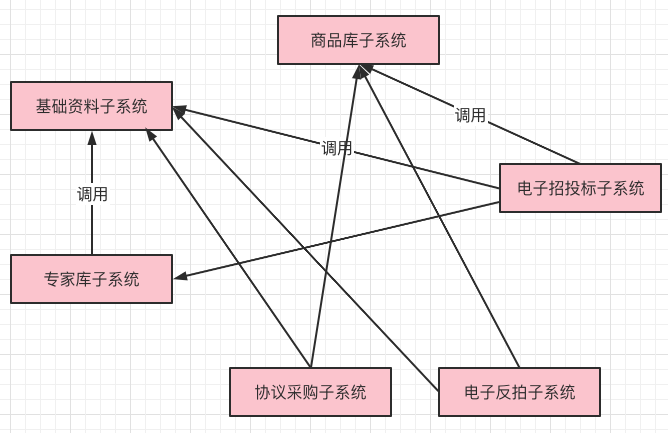 商品库子系统
基础资料子系统
调用
调用
电子招投标子系统
调用
专家库子系统
协议采购子系统
电子反拍子系统